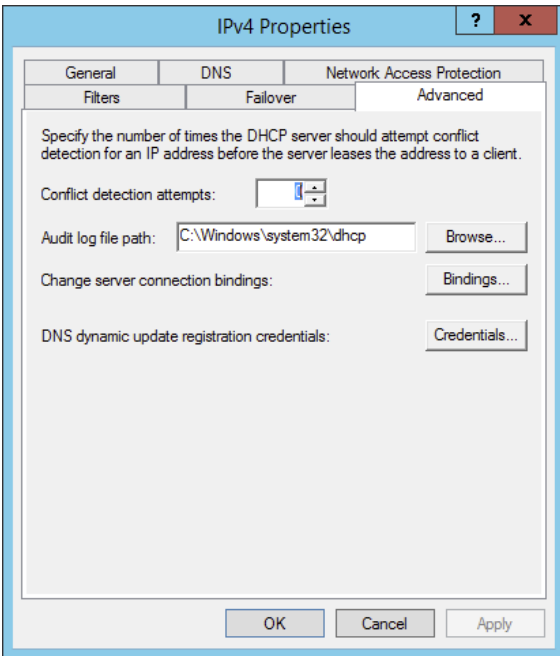 IPv4 Properties
? x
General DNS Network Access Protection
Filters Failover Advanced
Specify the number of times the DHCP server should attempt conflict
detection for an IP address before the server leases the address to a client.
Conflict detection attempts:
Audit log file path: C:\Windows\system32\dhcp Browse...
Change server connection bindings: Bindings...
DNS dynamic update registration credentials: Credentials...
OK Cancel Apply